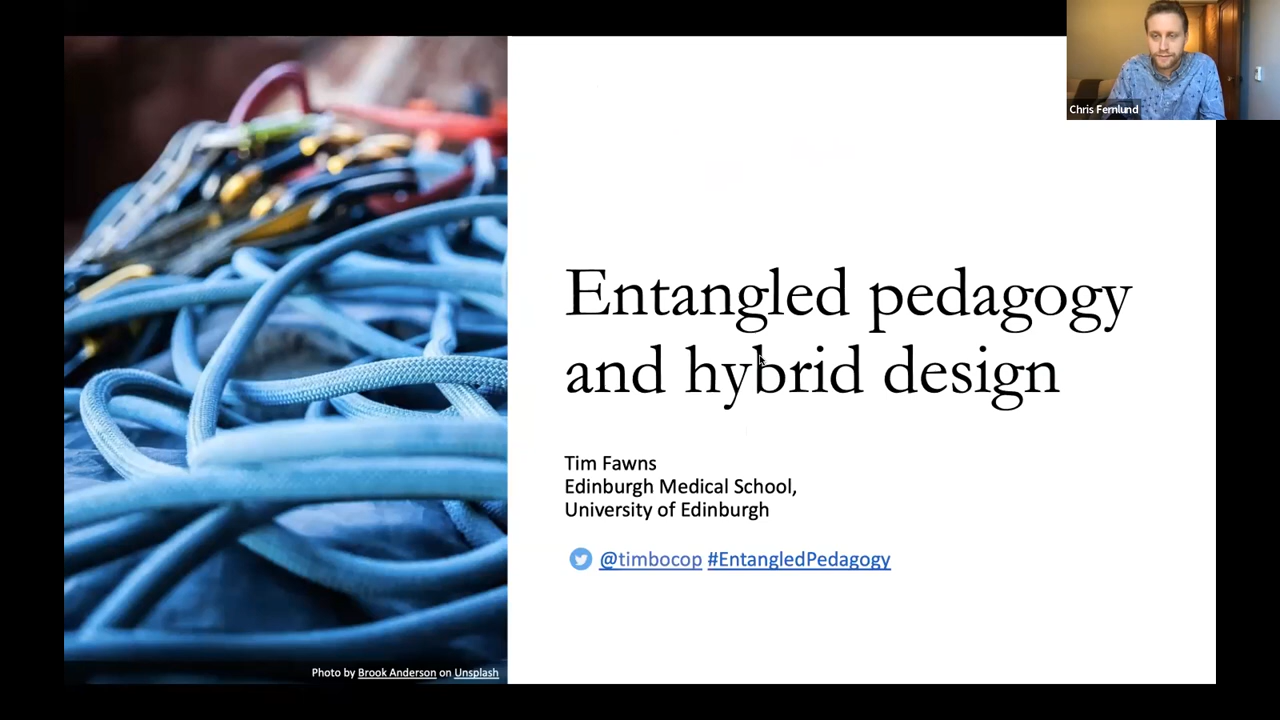 Chris Fernlund
Entangled pedagogy
and hybrid design
Tim Fawns
Edinburgh Medical School,
University of Edinburgh
@timbocop #EntangledPedagogy
Photo by Brook Anderson on Unsplash